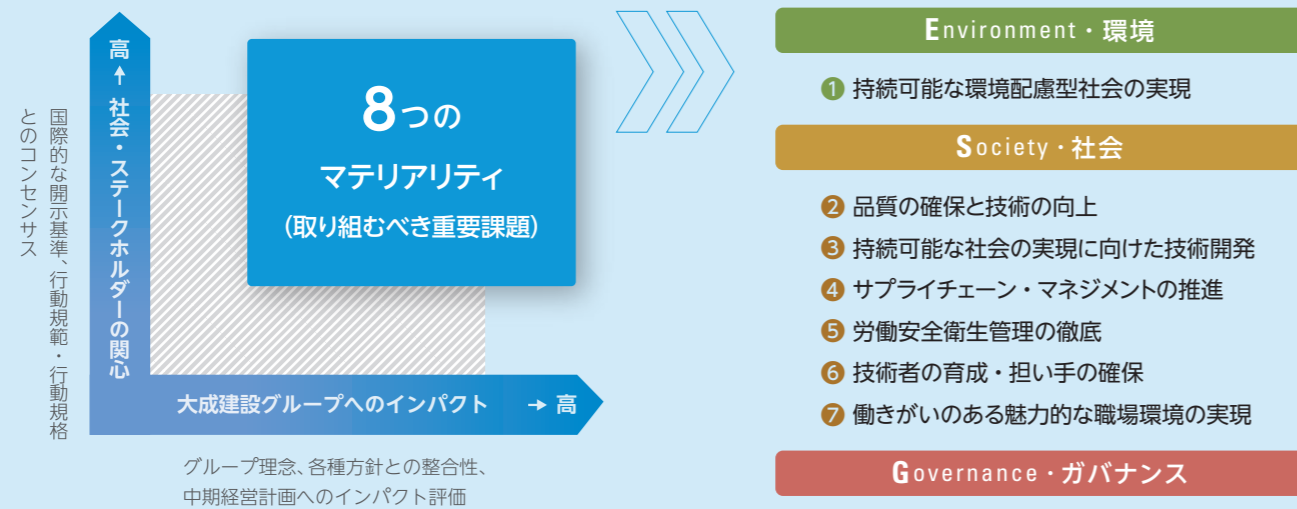 高
↑
社会・ステークホルダーの関心
国際的な開示基準、行動規範・行動規格
とのコンセンサス
8つの
マテリアリティ
(取り組むべき重要課題)
大成建設グループへのインパクト → 高
グループ理念、各種方針との整合性、
中期経営計画へのインパクト評価
Environment・環境
❶ 持続可能な環境配慮型社会の実現
Society・社会
❷ 品質の確保と技術の向上
❸ 持続可能な社会の実現に向けた技術開発
❹ サプライチェーン・マネジメントの推進
❺ 労働安全衛生管理の徹底
❻ 技術者の育成・担い手の確保
❼ 働きがいのある魅力的な職場環境の実現
Governance・ガバナンス